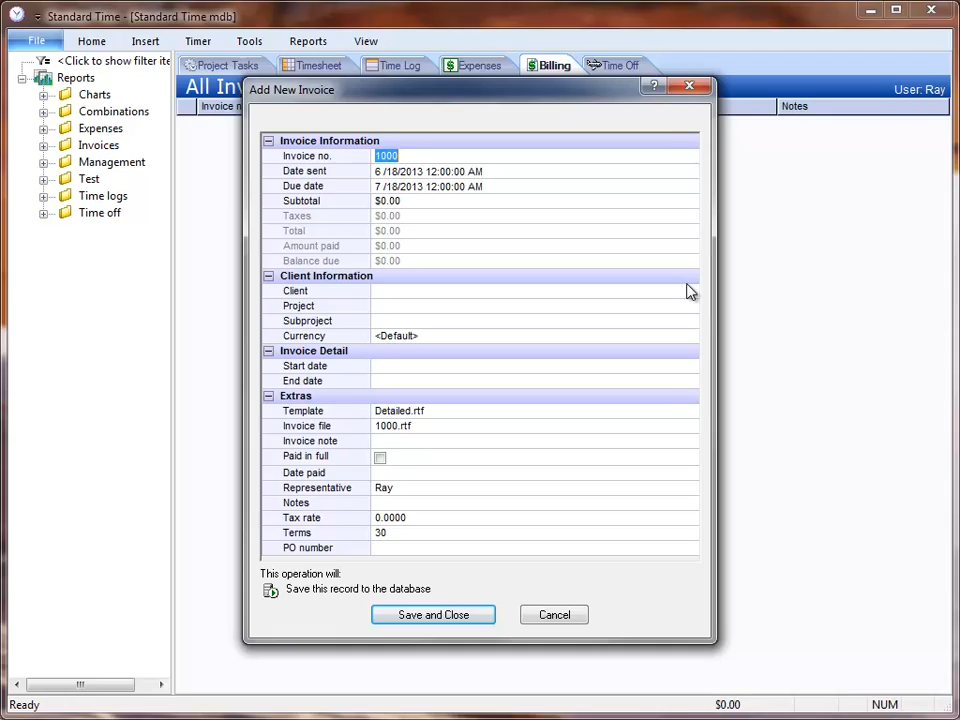 Standard Time - [Standard Time mdb]
File Home Insert Timer Tools Reports View
<Click to show filter ite
Project Tasks Timesheet Time Log Expenses Billing Time Off
Reports
Charts
Combinations
Expenses
Invoices
Management
Test
Time logs
Time off
All In
User: Ray
Invoice n
Notes
Add New Invoice
Invoice Information
Invoice no. 1000
Date sent 6 /18/2013 12:00:00 AM
Due date 7 /18/2013 12:00:00 AM
Subtotal $0.00
Taxes $0.00
Total $0.00
Amount paid $0.00
Balance due $0.00
Client Information
Client
Project
Subproject
Currency <Default>
Invoice Detail
Start date
End date
Extras
Template Detailed.rtf
Invoice file 1000.rtf
Invoice note
Paid in full
Date paid
Representative Ray
Notes
Tax rate 0.0000
Terms 30
PO number
This operation will:
Save this record to the database
Save and Close Cancel
Ready $0.00 NUM